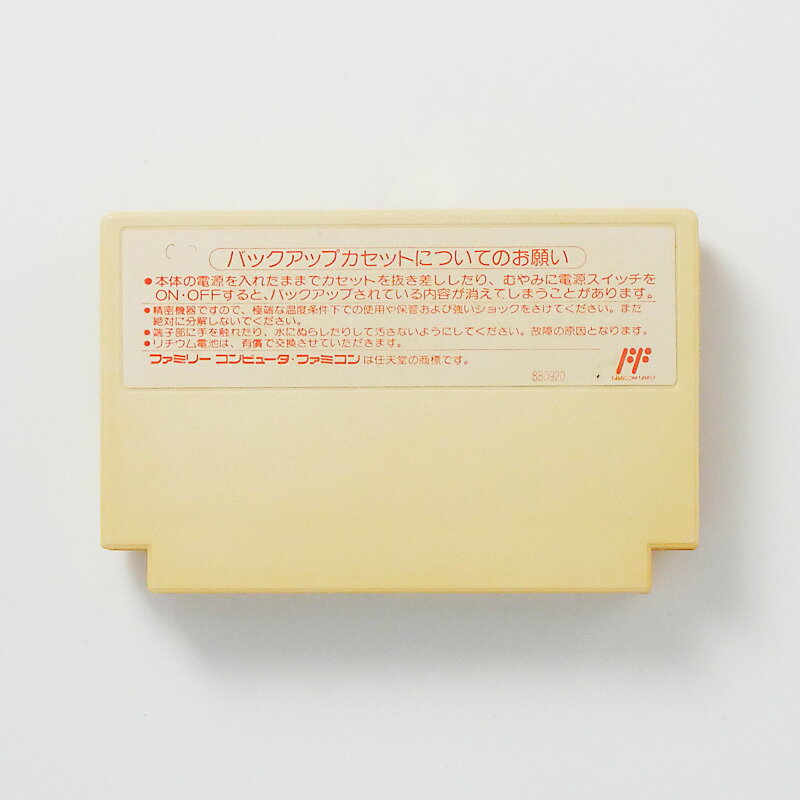 バックアップカセットについてのお願い
●本体の電源を入れたままでカセットを抜き差ししたり、むやみに電源スイッチを
ON・OFFすると、バックアップされている内容が消えてしまうことがあります。
●精密機器ですので、極端な温度条件下での使用や保管および強いショックをさけてください。また
絶対に分解しないでください。
●端子部に手を触れたり、水にぬらしたりして汚さないようにしてください。故障の原因となります。
●リチウム電池は、有償で交換させていただきます。
ファミリー コンピュータ・ファミコン は任天堂の商標です。
880920
FAMICOM FAMILY